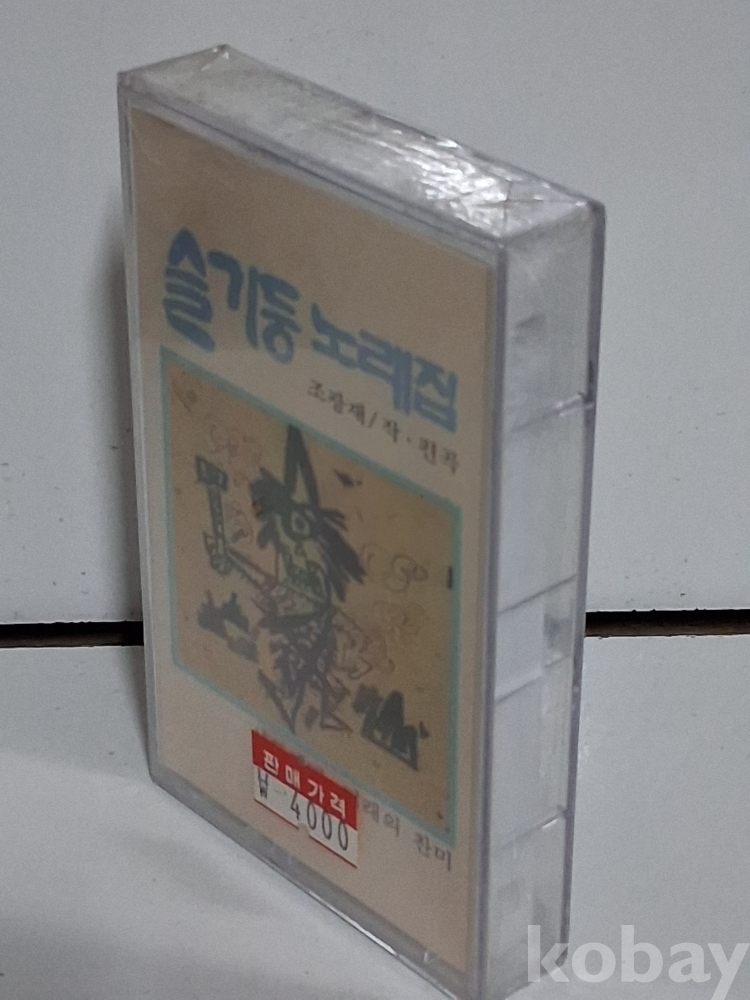 슬기둥 노래집
조광재/작·편곡
판매가격
₩ 4000
래의 찬미
kobay